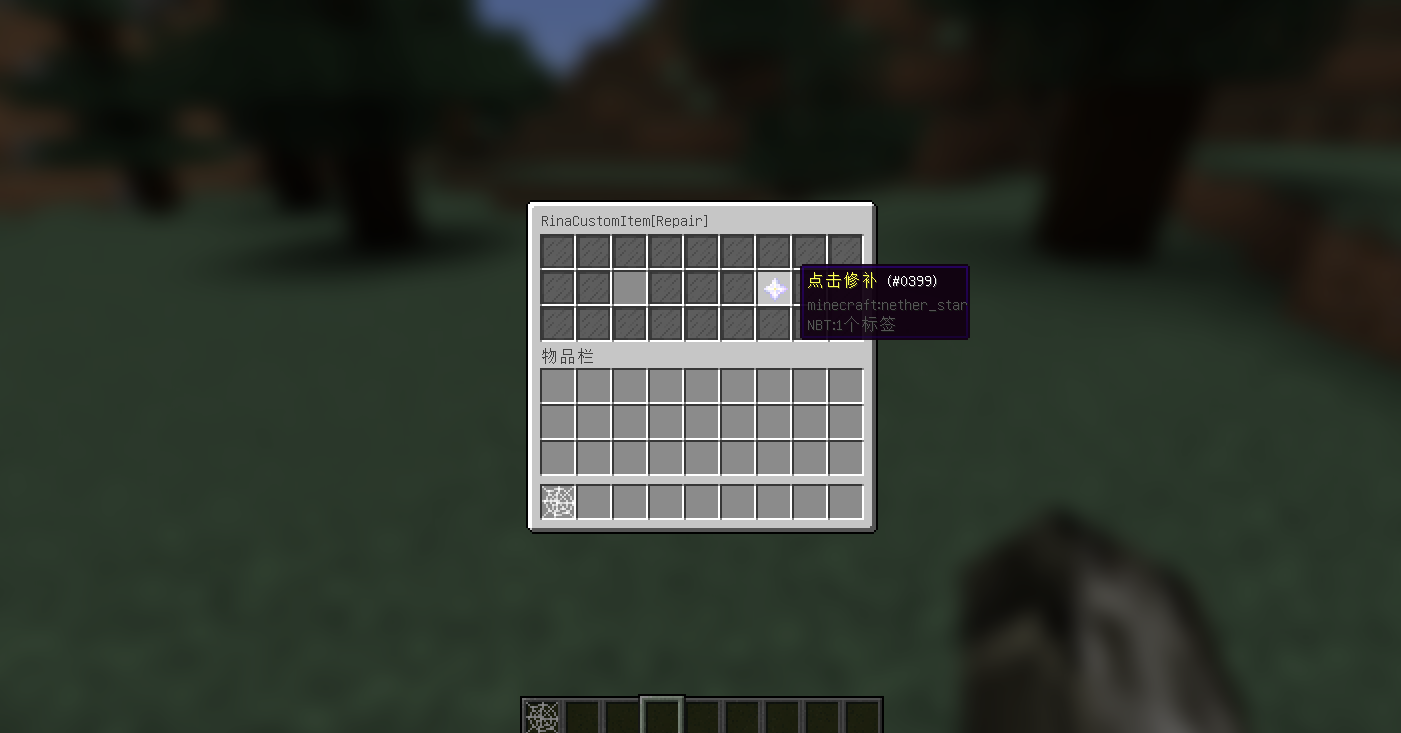 RinaCustomItem[Repair]
点击修补 (#0399)
minecraft:nether_star
NBT:1个标签
物品栏